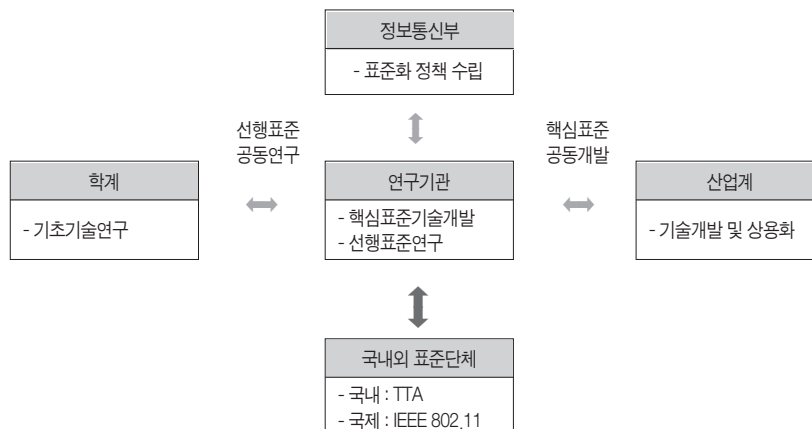 정보통신부
- 표준화 정책 수립
선행표준
공동연구
핵심표준
공동개발
학계
- 기초기술연구
연구기관
- 핵심표준기술개발
- 선행표준연구
산업계
- 기술개발 및 상용화
국내외 표준단체
- 국내 : TTA
- 국제 : IEEE 802.11